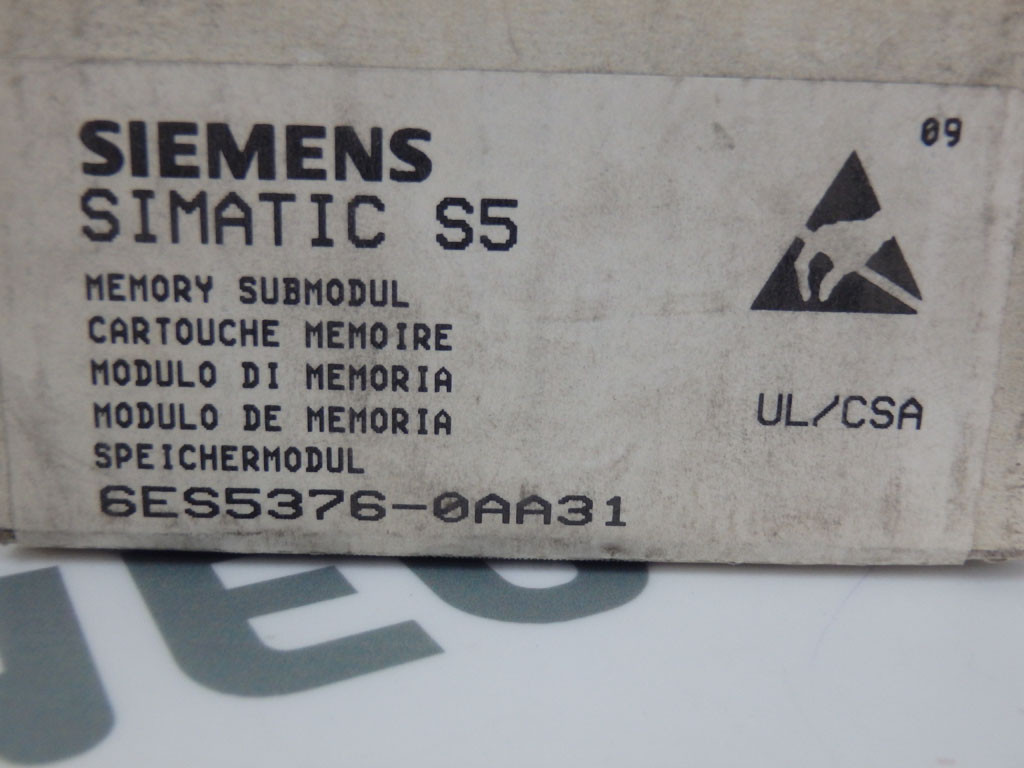 SIEMENS
SIMATIC S5
MEMORY SUBMODUL
CARTOUCHE MEMOIRE
MODULO DI MEMORIA
MODULO DE MEMORIA
SPEICHERMODUL
6ES5376-0AA31
09
UL/CSA